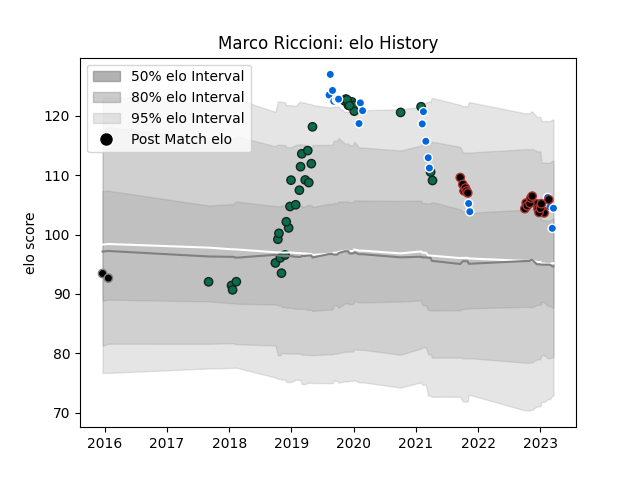 Marco Riccioni: elo History
50% elo Interval
80% elo Interval
95% elo Interval
Post Match elo
elo score
120
110
100
90
80
70
2016 2017 2018 2019 2020 2021 2022 2023